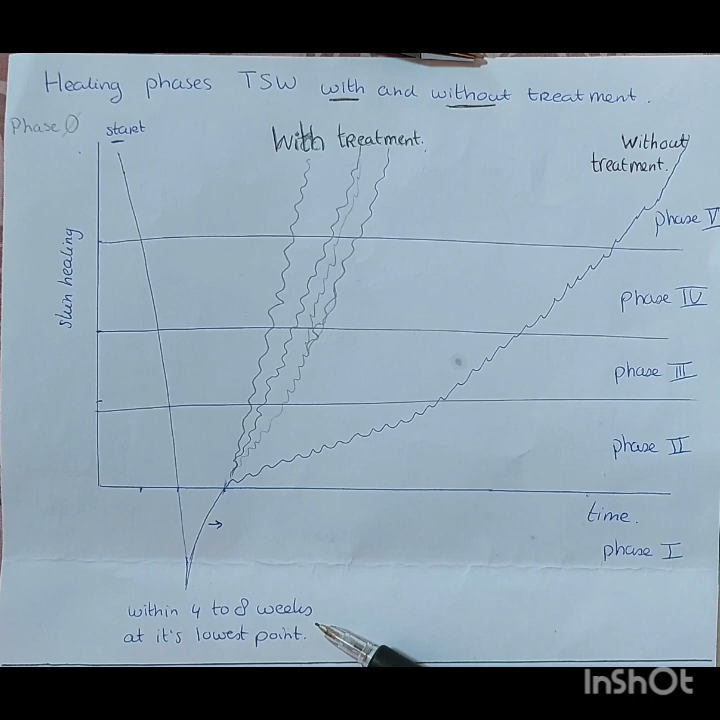 Healing phases TSW with and without treatment.
Phase 0
start
With treatment.
Without
treatment.
phase V
skin healing
phase IV
phase III
phase II
time.
phase I
within 4 to 8 weeks
at it's lowest point.
InShOt